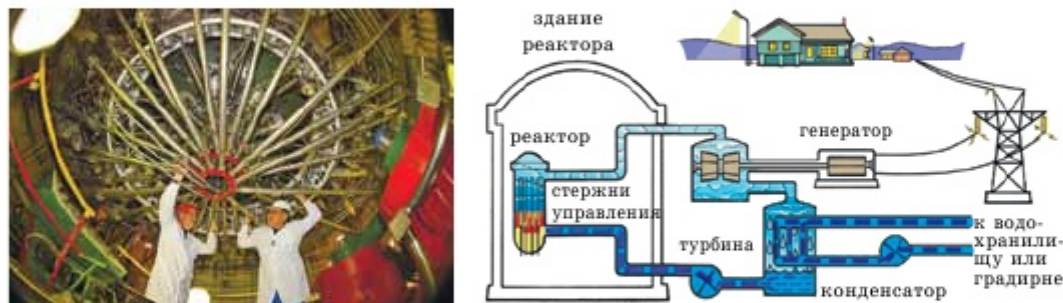 здание
реактора
реактор
стержни
управления
генератор
турбина
конденсатор
к водо-
хранили-
щу или
градирне